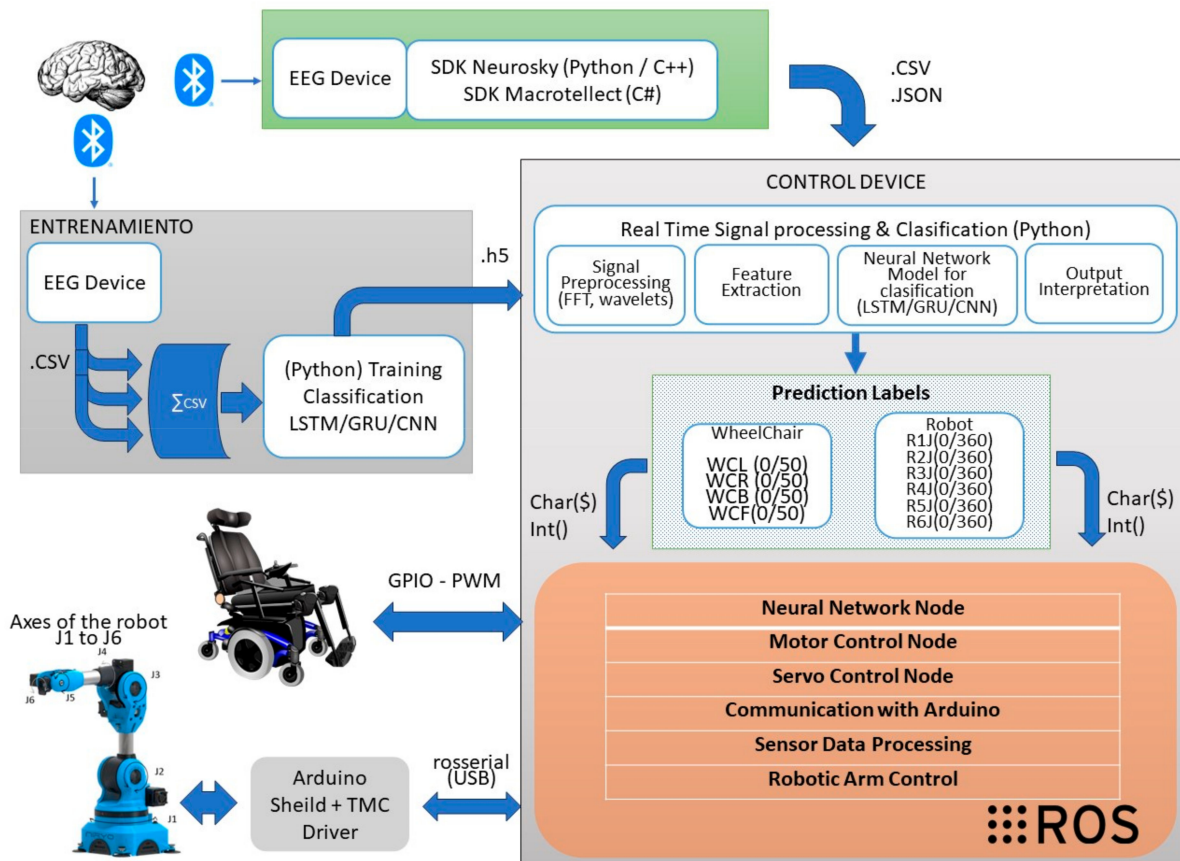 EEG Device
SDK Neurosky (Python / C++)
SDK Macrotellect (C#)
.CSV
.JSON
ENTRENAMIENTO
EEG Device
.CSV
∑CSV
(Python) Training
Classification
LSTM/GRU/CNN
.h5
CONTROL DEVICE
Real Time Signal processing & Clasification (Python)
Signal
Preprocessing
(FFT, wavelets)
Feature
Extraction
Neural Network
Model for
clasification
(LSTM/GRU/CNN)
Output
Interpretation
Prediction Labels
WheelChair
WCL (0/50)
WCR (0/50)
WCB (0/50)
WCF(0/50)
Robot
R1J(0/360)
R2J(0/360)
R3J(0/360)
R4J(0/360)
R5J(0/360)
R6J(0/360)
Char($)
Int()
Char($)
Int()
GPIO - PWM
Axes of the robot
J1 to J6
J4
J3
J6
J5
J2
J1
Arduino
Sheild + TMC
Driver
rosserial
(USB)
Neural Network Node
Motor Control Node
Servo Control Node
Communication with Arduino
Sensor Data Processing
Robotic Arm Control
ROS